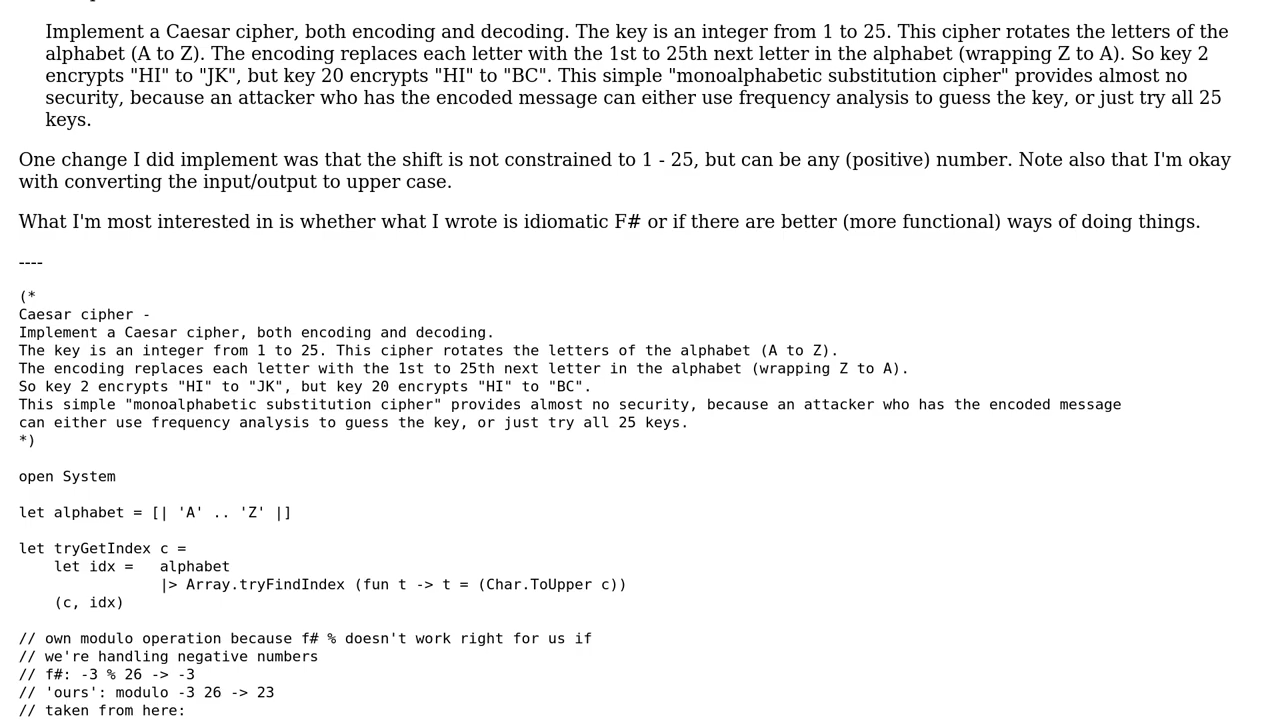 Implement a Caesar cipher, both encoding and decoding. The key is an integer from 1 to 25. This cipher rotates the letters of the
alphabet (A to Z). The encoding replaces each letter with the 1st to 25th next letter in the alphabet (wrapping Z to A). So key 2
encrypts "HI" to "JK", but key 20 encrypts "HI" to "BC". This simple "monoalphabetic substitution cipher" provides almost no
security, because an attacker who has the encoded message can either use frequency analysis to guess the key, or just try all 25
keys.
One change I did implement was that the shift is not constrained to 1 - 25, but can be any (positive) number. Note also that I'm okay
with converting the input/output to upper case.
What I'm most interested in is whether what I wrote is idiomatic F# or if there are better (more functional) ways of doing things.
----
(*
Caesar cipher -
Implement a Caesar cipher, both encoding and decoding.
The key is an integer from 1 to 25. This cipher rotates the letters of the alphabet (A to Z).
The encoding replaces each letter with the 1st to 25th next letter in the alphabet (wrapping Z to A).
So key 2 encrypts "HI" to "JK", but key 20 encrypts "HI" to "BC".
This simple "monoalphabetic substitution cipher" provides almost no security, because an attacker who has the encoded message
can either use frequency analysis to guess the key, or just try all 25 keys.
*)
open System
let alphabet = [| 'A' .. 'Z' |]
let tryGetIndex c =
    let idx =   alphabet
                |> Array.tryFindIndex (fun t -> t = (Char.ToUpper c))
    (c, idx)
// own modulo operation because f# % doesn't work right for us if
// we're handling negative numbers
// f#: -3 % 26 -> -3
// 'ours': modulo -3 26 -> 23
// taken from here: